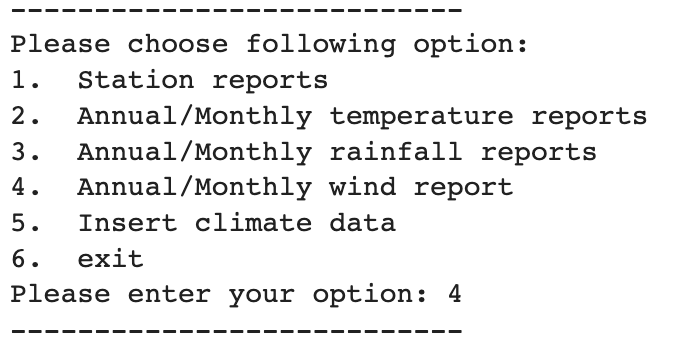 ---------------------------
Please choose following option:
1.  Station reports
2.  Annual/Monthly temperature reports
3.  Annual/Monthly rainfall reports
4.  Annual/Monthly wind report
5.  Insert climate data
6.  exit
Please enter your option: 4
---------------------------